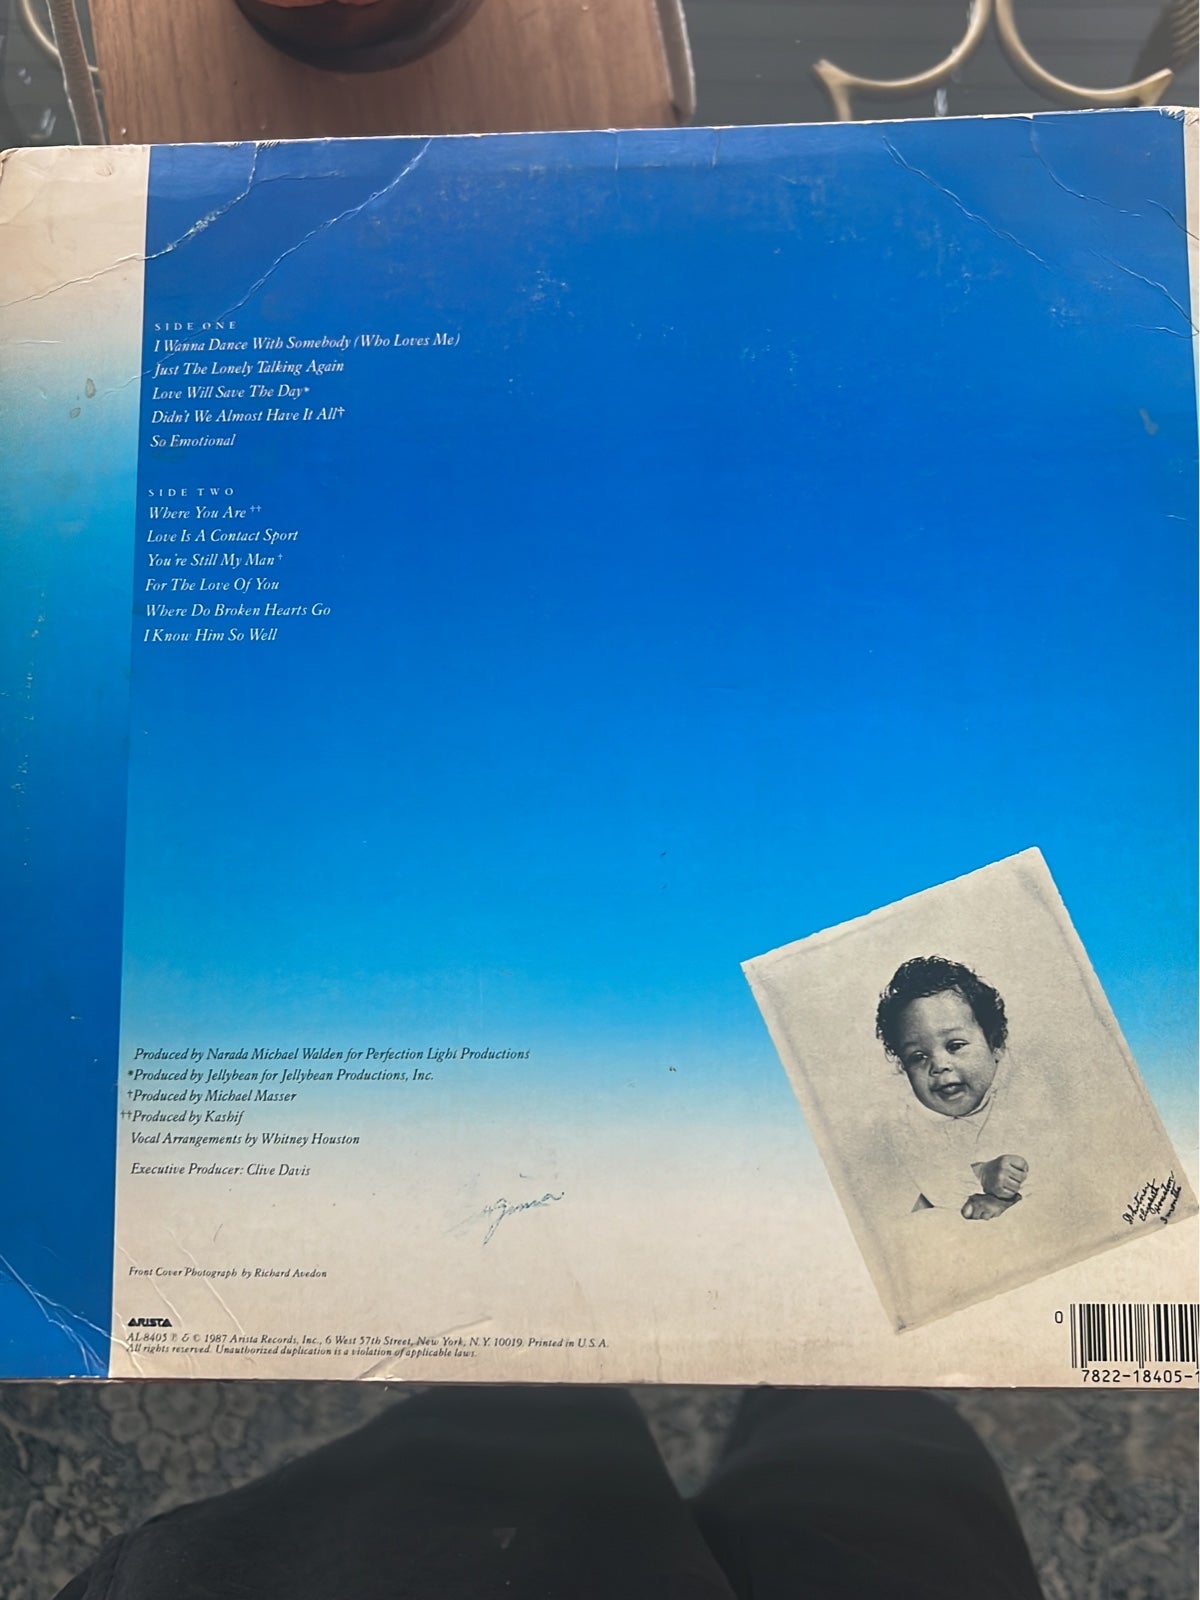 SIDE ONE
I Wanna Dance With Somebody (Who Loves Me)
Just The Lonely Talking Again
Love Will Save The Day*
Didn't We Almost Have It All†
So Emotional
SIDE TWO
Where You Are ††
Love Is A Contact Sport
You're Still My Man †
For The Love Of You
Where Do Broken Hearts Go
I Know Him So Well
Produced by Narada Michael Walden for Perfection Light Productions
*Produced by Jellybean for Jellybean Productions, Inc.
†Produced by Michael Masser
††Produced by Kashif
Vocal Arrangements by Whitney Houston
Executive Producer: Clive Davis
Whitney
Elizabeth
Houston
3 months
Front Cover Photograph by Richard Avedon
ARISTA
AL-8405 ℗ & © 1987 Arista Records, Inc., 6 West 57th Street, New York, N.Y. 10019. Printed in U.S.A.
All rights reserved. Unauthorized duplication is a violation of applicable laws.
0
7822-18405-1